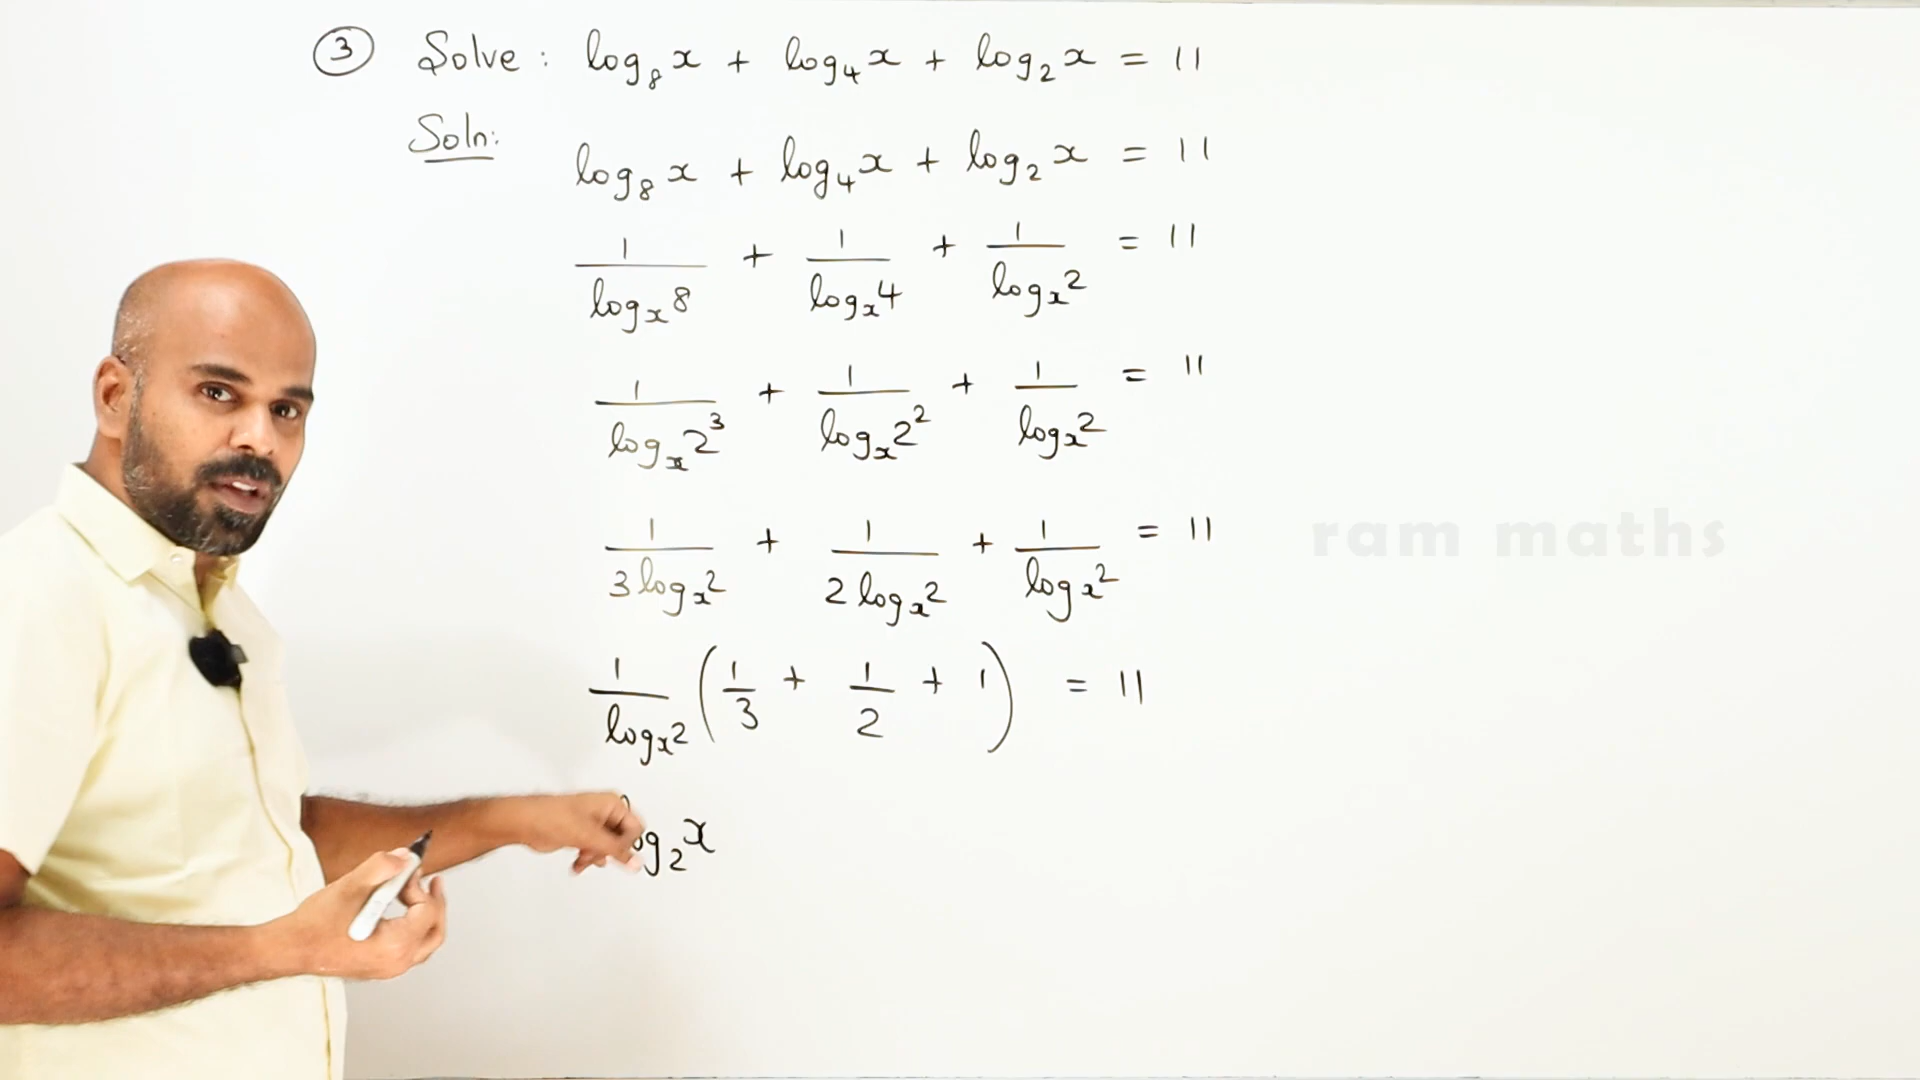 ③ Solve : log₈x + log₄x + log₂x = 11
Soln:
log₈x + log₄x + log₂x = 11
1/logₓ8 + 1/logₓ4 + 1/logₓ2 = 11
1/logₓ2³ + 1/logₓ2² + 1/logₓ2 = 11
1/3logₓ2 + 1/2logₓ2 + 1/logₓ2 = 11
ram maths
1/logₓ2 (1/3 + 1/2 + 1) = 11
log₂x